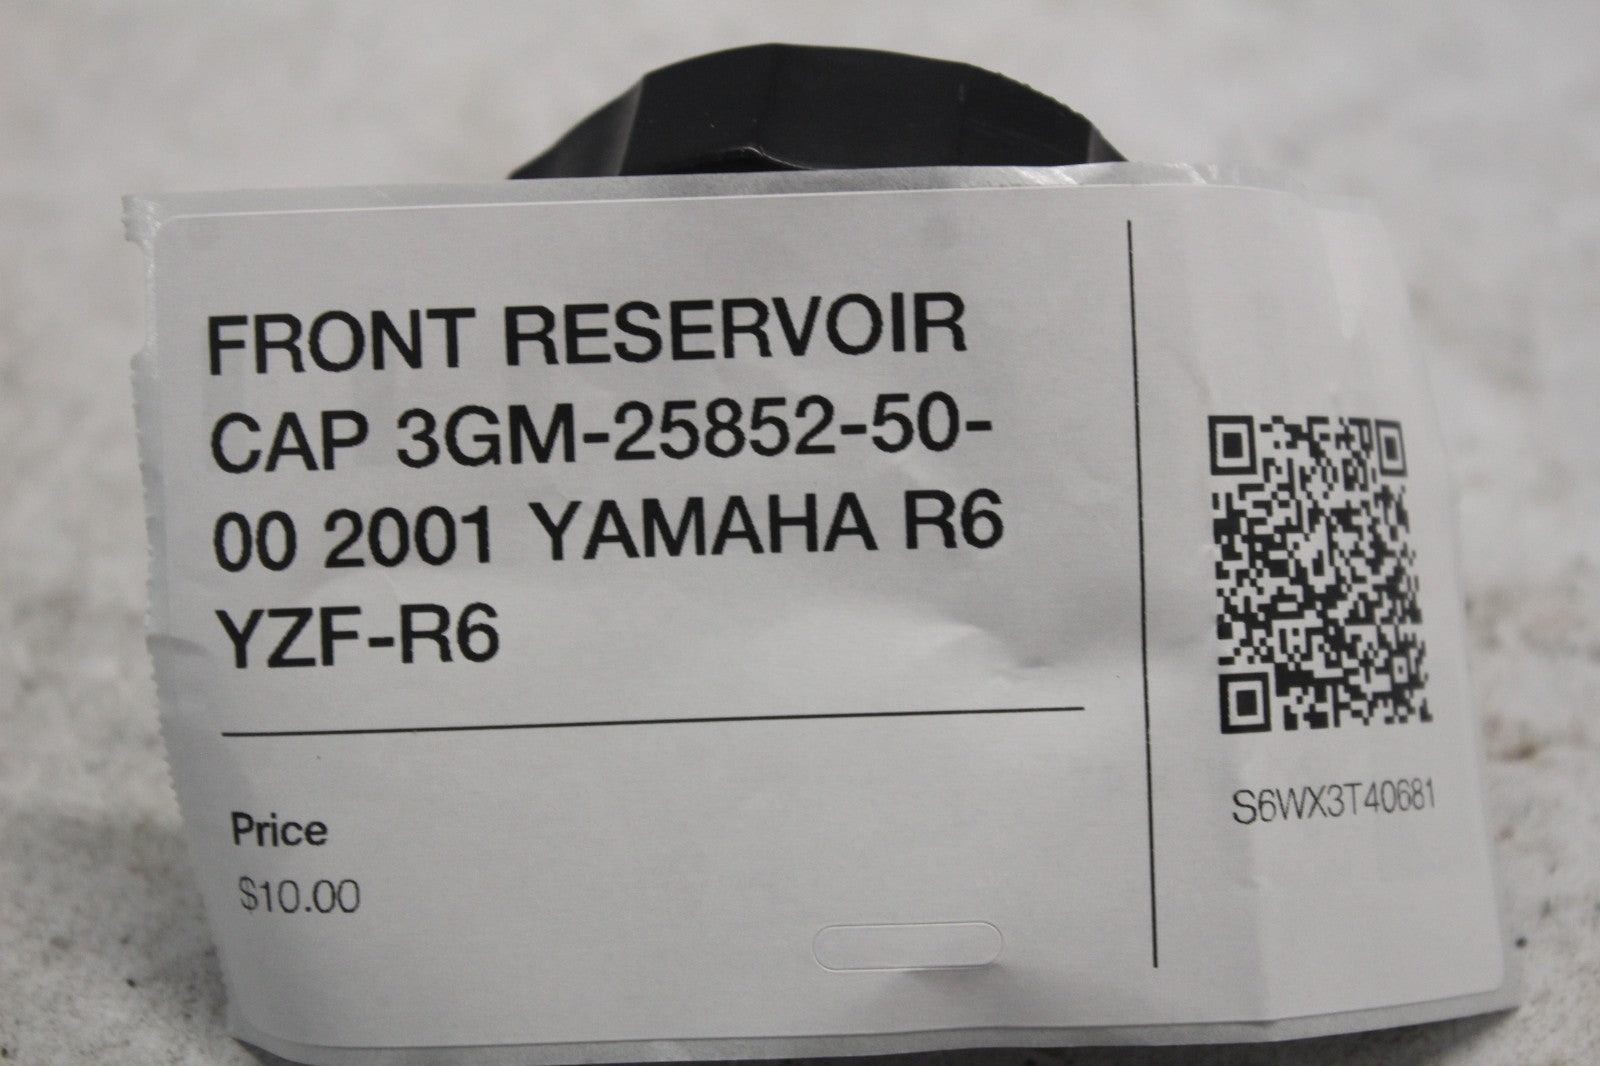 FRONT RESERVOIR
CAP 3GM-25852-50-
00 2001 YAMAHA R6
YZF-R6
Price
$10.00
S6WX3T40681